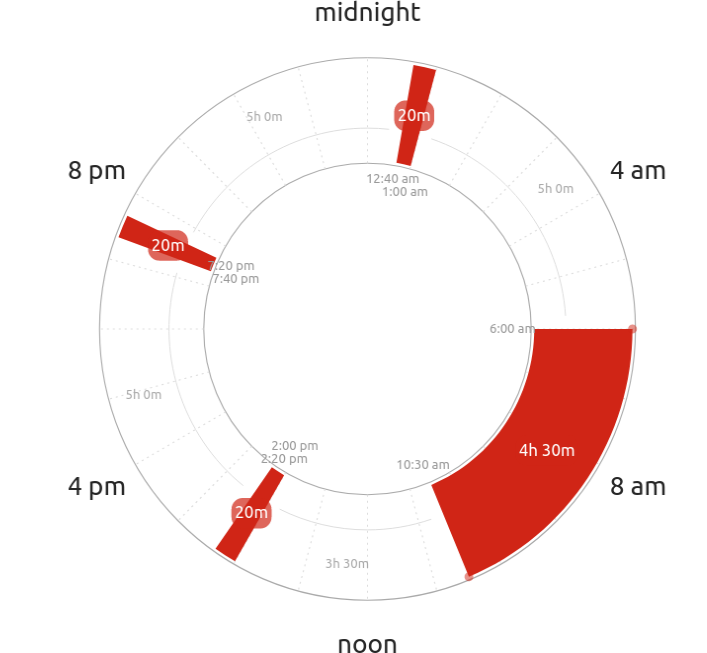 midnight
5h 0m
20m
12:40 am
1:00 am
8 pm
4 am
5h 0m
20m
7:20 pm
7:40 pm
6:00 am
5h 0m
2:00 pm
2:20 pm
10:30 am
4h 30m
4 pm
8 am
20m
3h 30m
noon